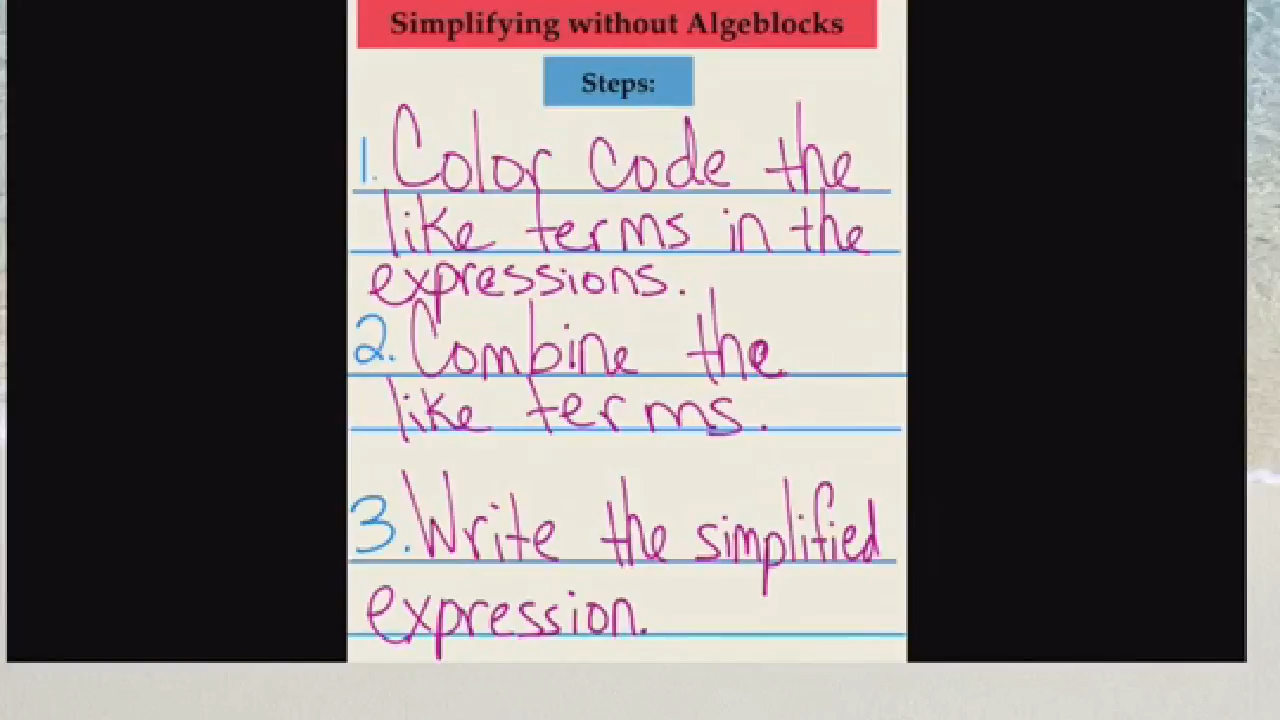 Simplifying without Algeblocks
Steps:
1. Color code the
like terms in the
expressions.
2. Combine the
like terms.
3. Write the simplified
expression.